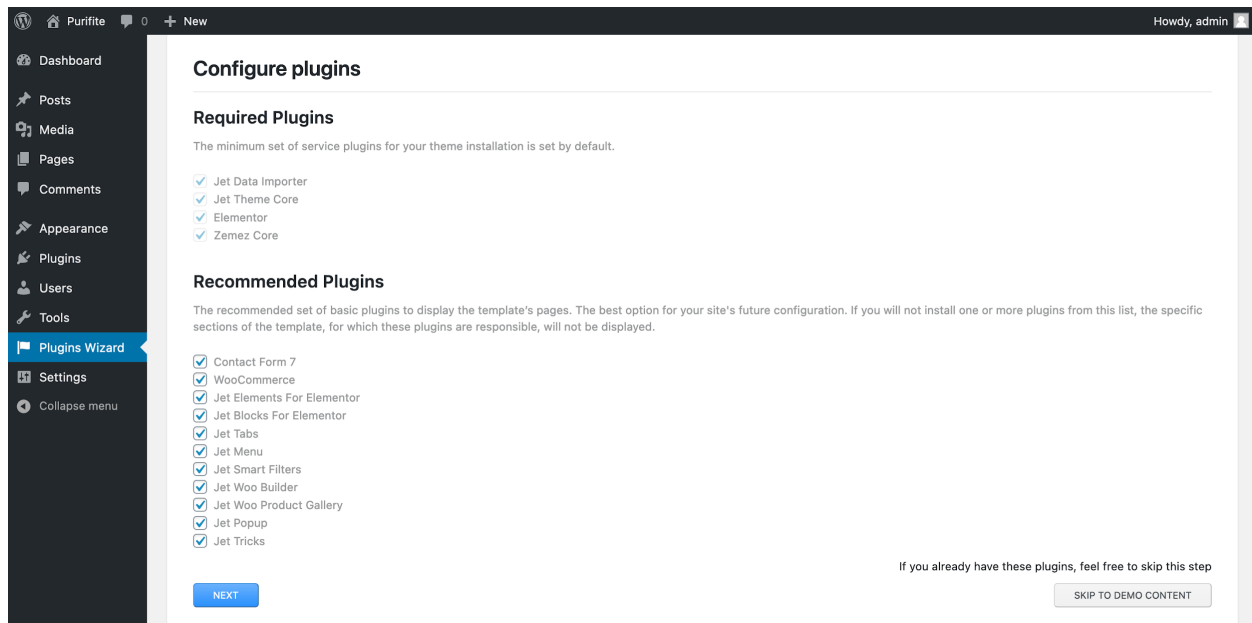 Purifite 0 New Howdy, admin
Dashboard
Posts
Media
Pages
Comments
Appearance
Plugins
Users
Tools
Plugins Wizard
Settings
Collapse menu
Configure plugins
Required Plugins
The minimum set of service plugins for your theme installation is set by default.
Jet Data Importer
Jet Theme Core
Elementor
Zemez Core
Recommended Plugins
The recommended set of basic plugins to display the template's pages. The best option for your site's future configuration. If you will not install one or more plugins from this list, the specific
sections of the template, for which these plugins are responsible, will not be displayed.
Contact Form 7
WooCommerce
Jet Elements For Elementor
Jet Blocks For Elementor
Jet Tabs
Jet Menu
Jet Smart Filters
Jet Woo Builder
Jet Woo Product Gallery
Jet Popup
Jet Tricks
If you already have these plugins, feel free to skip this step
NEXT SKIP TO DEMO CONTENT